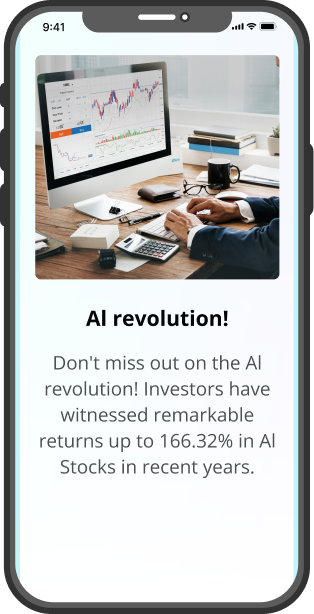 9:41
AI revolution!
Don't miss out on the AI
revolution! Investors have
witnessed remarkable
returns up to 166.32% in AI
Stocks in recent years.